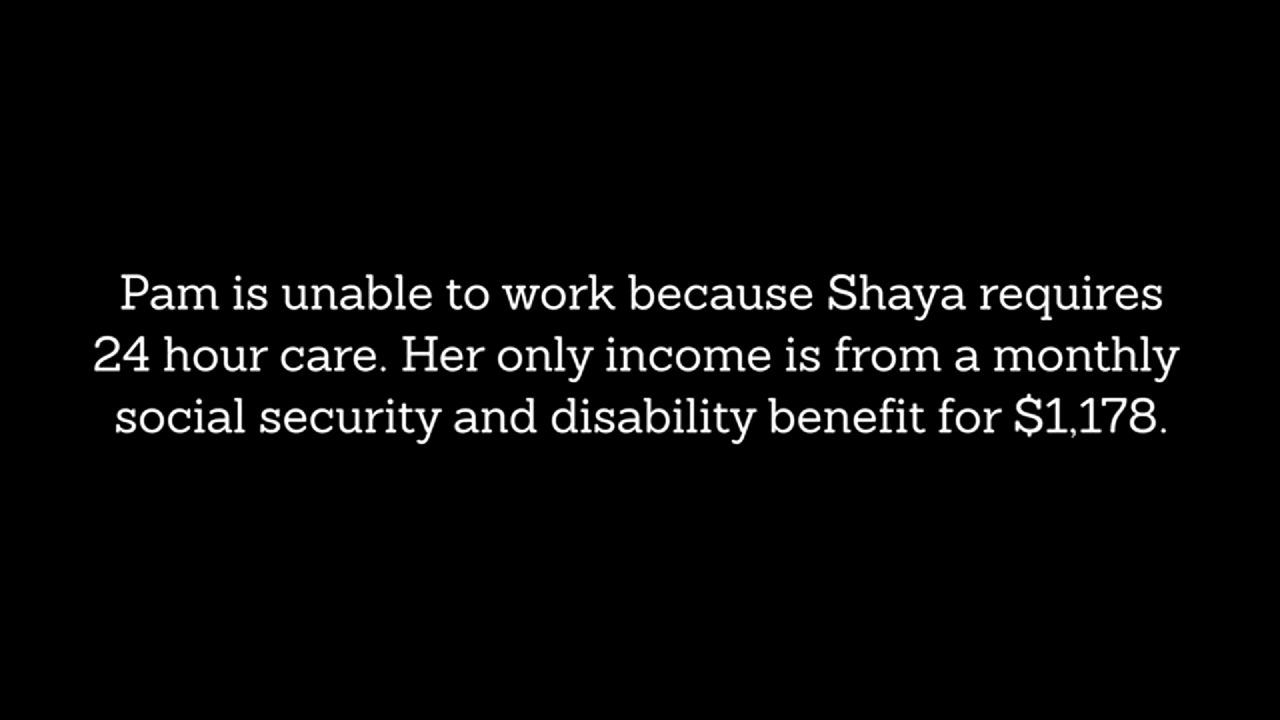 Pam is unable to work because Shaya requires
24 hour care. Her only income is from a monthly
social security and disability benefit for $1,178.